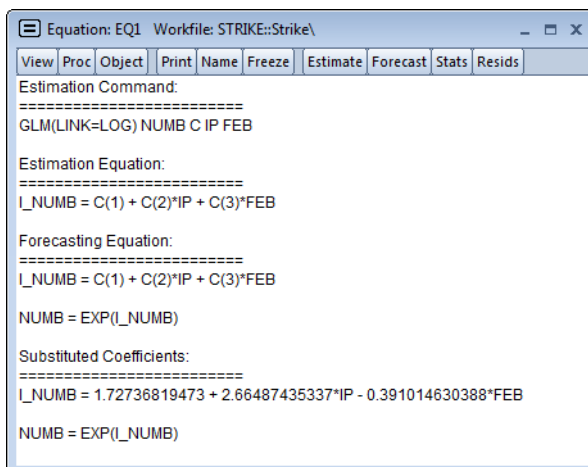 Equation: EQ1 Workfile: STRIKE::Strike\
View Proc Object Print Name Freeze Estimate Forecast Stats Resids
Estimation Command:
=========================
GLM(LINK=LOG) NUMB C IP FEB
Estimation Equation:
=========================
I_NUMB = C(1) + C(2)*IP + C(3)*FEB
Forecasting Equation:
=========================
I_NUMB = C(1) + C(2)*IP + C(3)*FEB
NUMB = EXP(I_NUMB)
Substituted Coefficients:
=========================
I_NUMB = 1.72736819473 + 2.66487435337*IP - 0.391014630388*FEB
NUMB = EXP(I_NUMB)